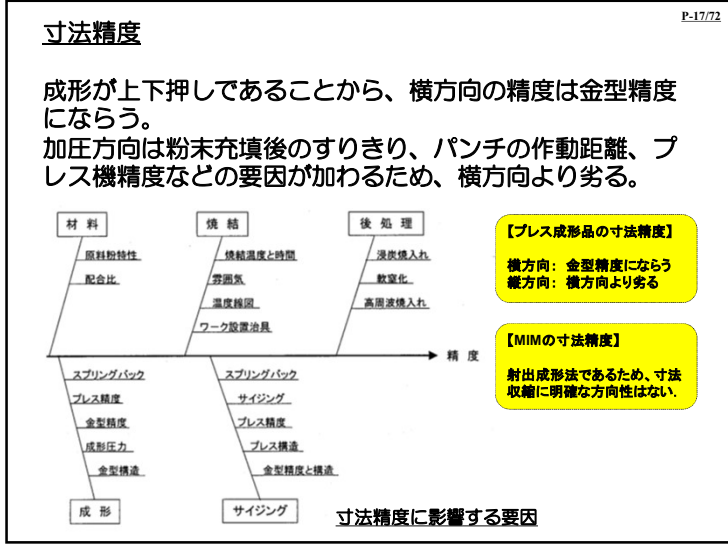 P-17/72
寸法精度
成形が上下押しであることから、横方向の精度は金型精度
にならう。
加圧方向は粉末充填後のすりきり、パンチの作動距離、プ
レス機精度などの要因が加わるため、横方向より劣る。
材料
焼結
後処理
原料粉特性
配合比
焼結温度と時間
雰囲気
温度線図
ワーク設置治具
浸炭焼入れ
軟窒化
高周波焼入れ
精度
スプリングバック
プレス精度
金型精度
成形圧力
金型構造
スプリングバック
サイジング
プレス精度
プレス構造
金型精度と構造
成形
サイジング
寸法精度に影響する要因
【プレス成形品の寸法精度】
横方向： 金型精度にならう
縦方向： 横方向より劣る
【MIMの寸法精度】
射出成形法であるため、寸法
収縮に明確な方向性はない.